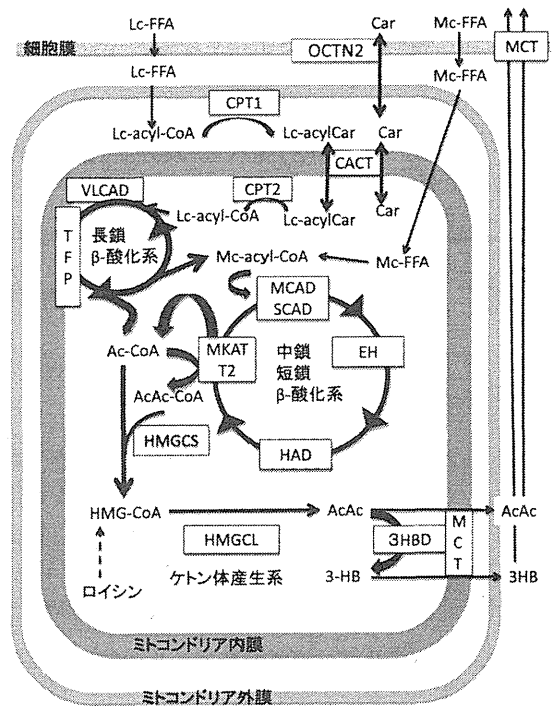 Lc-FFA
Car
Mc-FFA
細胞膜
OCTN2
MCT
Lc-FFA
Mc-FFA
CPT1
Lc-acyl-CoA
Lc-acylCar
Car
CACT
VLCAD
CPT2
Lc-acyl-CoA
Lc-acylCar
Car
TFP
長鎖
β-酸化系
Mc-acyl-CoA
Mc-FFA
MCAD
SCAD
Ac-CoA
MKAT
T2
中鎖
短鎖
β-酸化系
EH
AcAc-CoA
HMGCS
HAD
HMG-CoA
AcAc
MCT
AcAc
HMGCL
3HBD
ロイシン
ケトン体産生系
3-HB
3HB
ミトコンドリア内膜
ミトコンドリア外膜